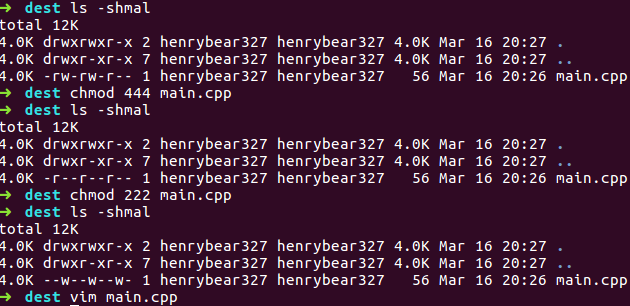 ➜ dest ls -shmal
total 12K
4.0K drwxrwxr-x 2 henrybear327 henrybear327 4.0K Mar 16 20:27 .
4.0K drwxr-xr-x 7 henrybear327 henrybear327 4.0K Mar 16 20:27 ..
4.0K -rw-rw-r-- 1 henrybear327 henrybear327   56 Mar 16 20:26 main.cpp
➜ dest chmod 444 main.cpp
➜ dest ls -shmal
total 12K
4.0K drwxrwxr-x 2 henrybear327 henrybear327 4.0K Mar 16 20:27 .
4.0K drwxr-xr-x 7 henrybear327 henrybear327 4.0K Mar 16 20:27 ..
4.0K -r--r--r-- 1 henrybear327 henrybear327   56 Mar 16 20:26 main.cpp
➜ dest chmod 222 main.cpp
➜ dest ls -shmal
total 12K
4.0K drwxrwxr-x 2 henrybear327 henrybear327 4.0K Mar 16 20:27 .
4.0K drwxr-xr-x 7 henrybear327 henrybear327 4.0K Mar 16 20:27 ..
4.0K --w--w--w- 1 henrybear327 henrybear327   56 Mar 16 20:26 main.cpp
➜ dest vim main.cpp